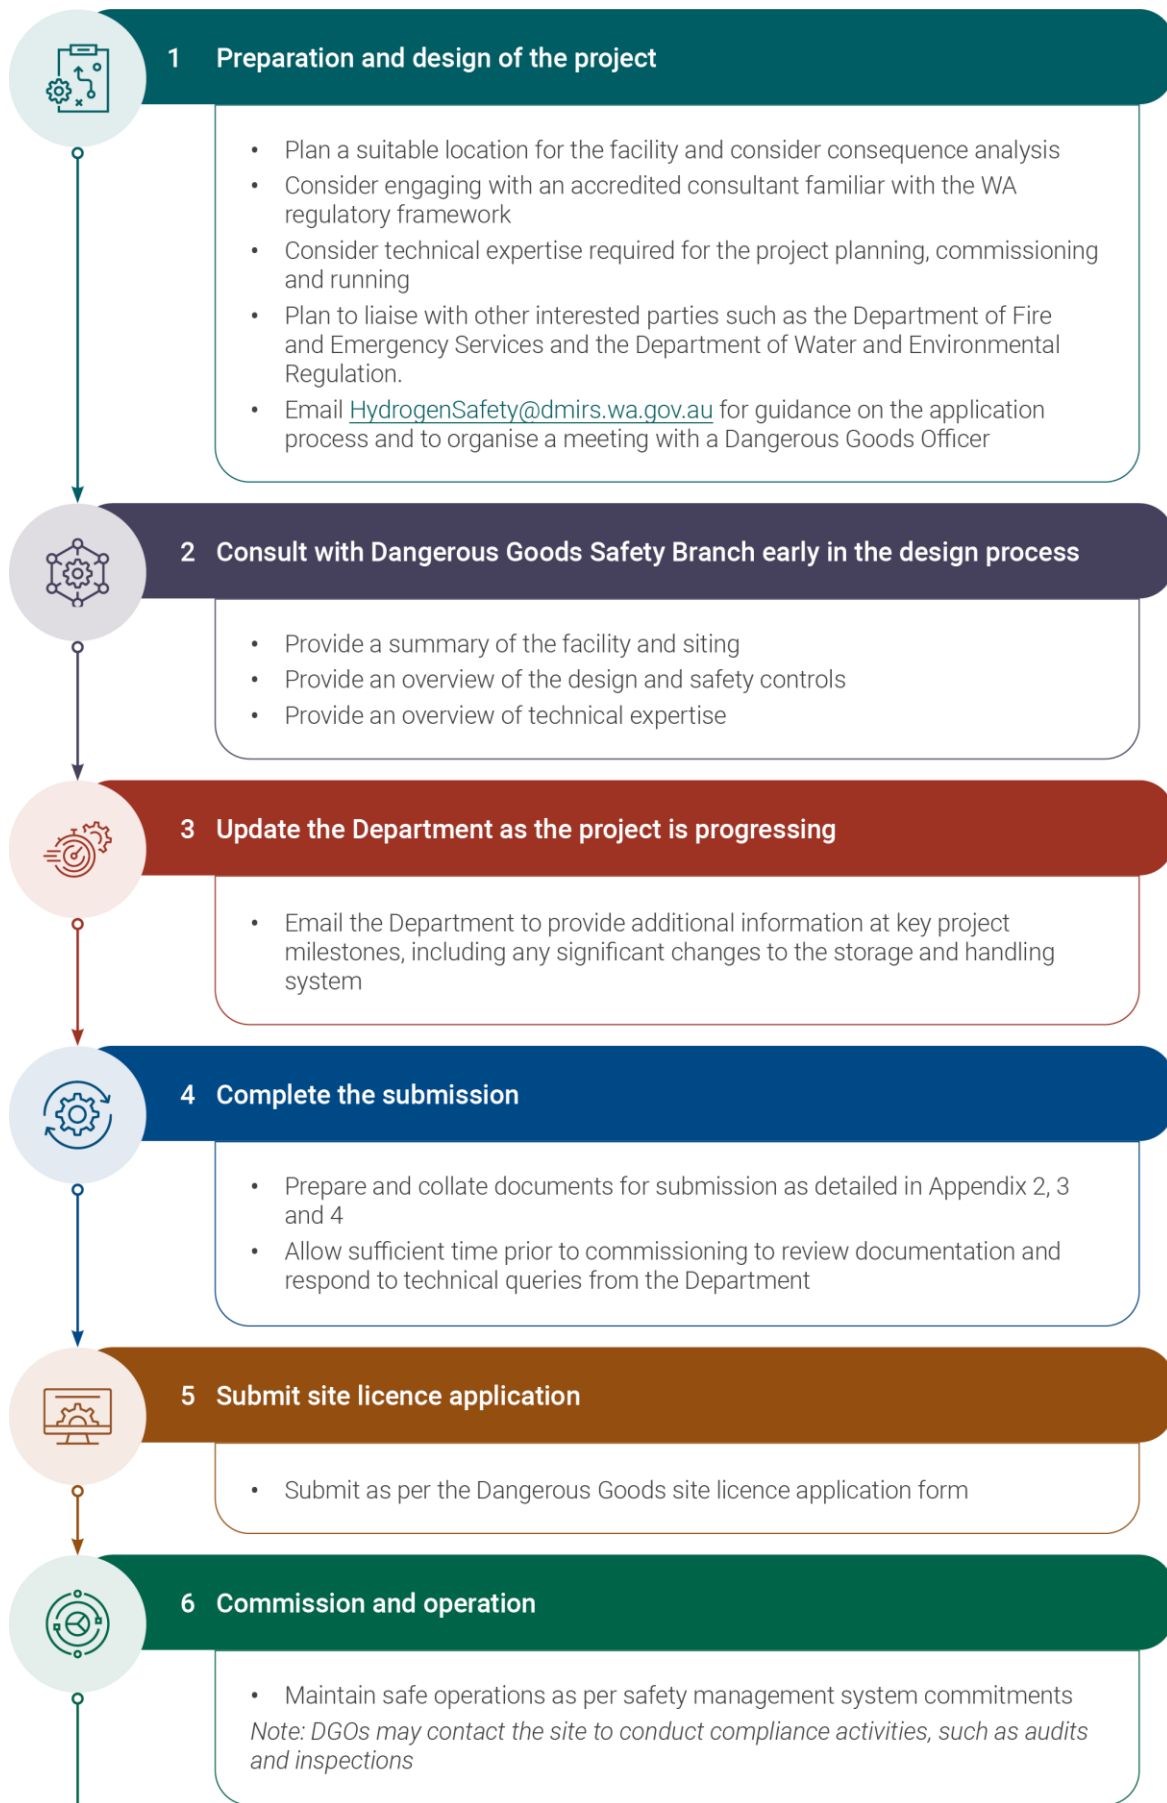 1 Preparation and design of the project
• Plan a suitable location for the facility and consider consequence analysis
• Consider engaging with an accredited consultant familiar with the WA
regulatory framework
• Consider technical expertise required for the project planning, commissioning
and running
• Plan to liaise with other interested parties such as the Department of Fire
and Emergency Services and the Department of Water and Environmental
Regulation.
• Email HydrogenSafety@dmirs.wa.gov.au for guidance on the application
process and to organise a meeting with a Dangerous Goods Officer
2 Consult with Dangerous Goods Safety Branch early in the design process
• Provide a summary of the facility and siting
• Provide an overview of the design and safety controls
• Provide an overview of technical expertise
3 Update the Department as the project is progressing
• Email the Department to provide additional information at key project
milestones, including any significant changes to the storage and handling
system
4 Complete the submission
• Prepare and collate documents for submission as detailed in Appendix 2, 3
and 4
• Allow sufficient time prior to commissioning to review documentation and
respond to technical queries from the Department
5 Submit site licence application
• Submit as per the Dangerous Goods site licence application form
6 Commission and operation
• Maintain safe operations as per safety management system commitments
Note: DGOs may contact the site to conduct compliance activities, such as audits
and inspections